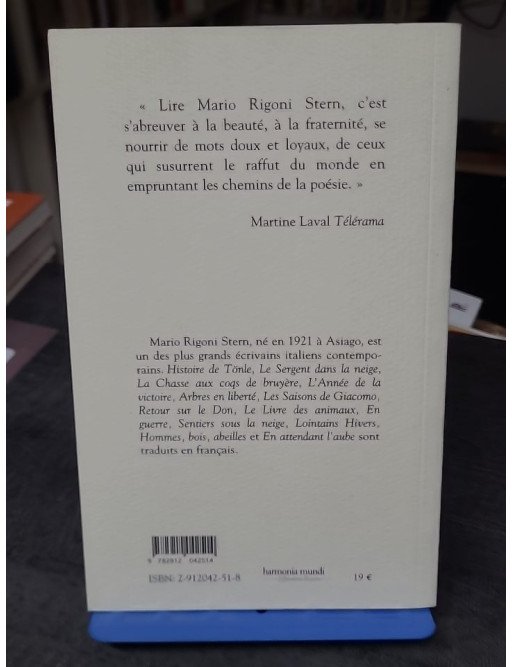 « Lire Mario Rigoni Stern, c'est
s'abreuver à la beauté, à la fraternité, se
nourrir de mots doux et loyaux, de ceux
qui susurrent le raffut du monde en
empruntant les chemins de la poésie. »
Martine Laval Télérama
Mario Rigoni Stern, né en 1921 à Asiago, est
un des plus grands écrivains italiens contempo-
rains. Histoire de Tönle, Le Sergent dans la neige,
La Chasse aux coqs de bruyère, L'Année de la
victoire, Arbres en liberté, Les Saisons de Giacomo,
Retour sur le Don, Le Livre des animaux, En
guerre, Sentiers sous la neige, Lointains Hivers,
Hommes, bois, abeilles et En attendant l'aube sont
traduits en français.
9 782912 042514
ISBN: 2-912042-51-8
harmonia mundi
19 €